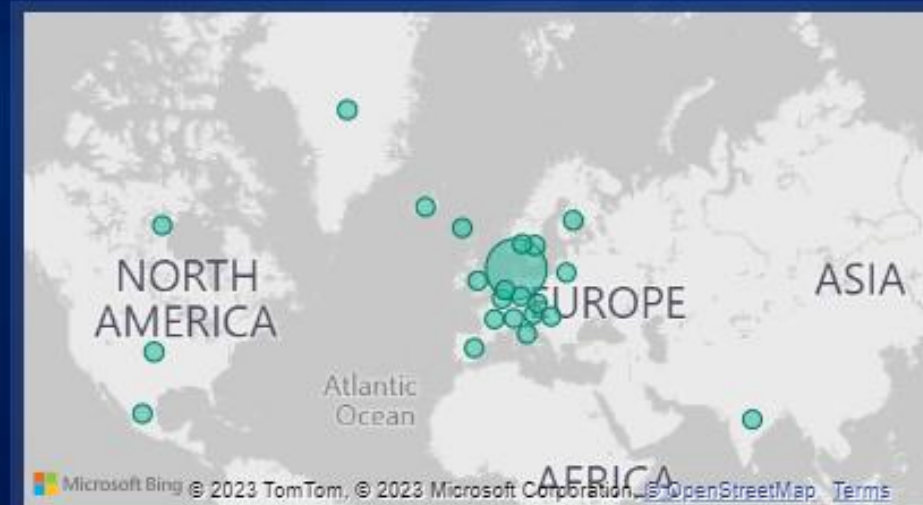 NORTH
AMERICA
EUROPE
ASIA
Atlantic
Ocean
AFRICA
Microsoft Bing © 2023 TomTom, © 2023 Microsoft Corporation, © OpenStreetMap Terms